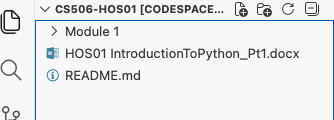 CS506-HOS01 [CODESPACE...
Module 1
HOS01 IntroductionToPython_Pt1.docx
README.md